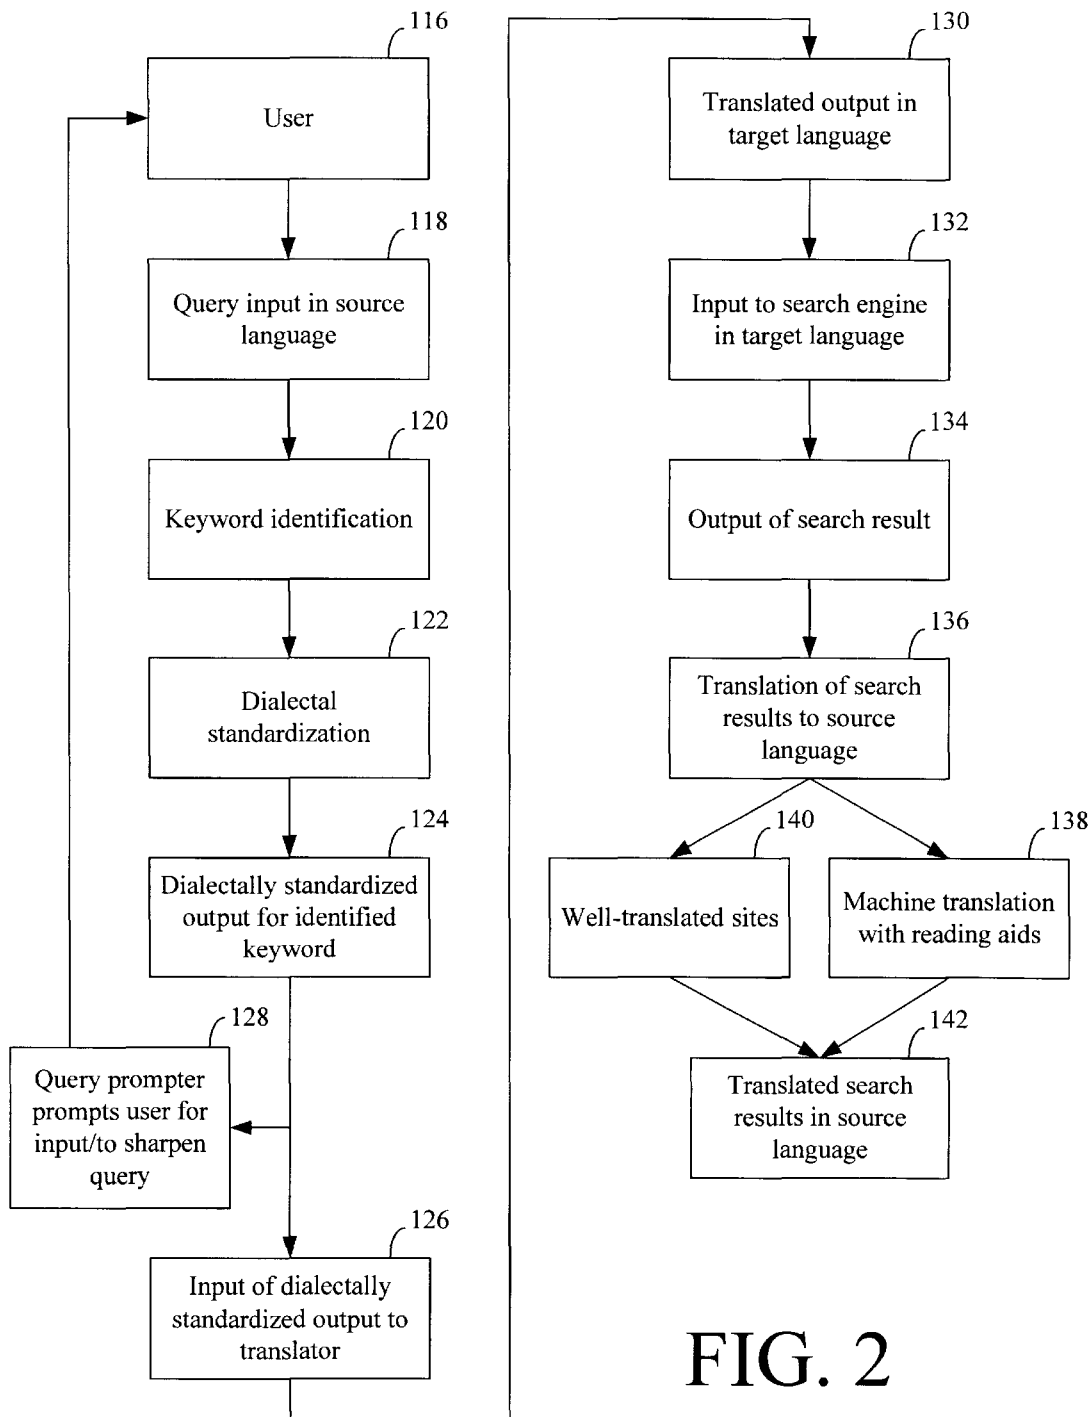 116
User
118
Query input in source
language
120
Keyword identification
122
Dialectal
standardization
124
Dialectally standardized
output for identified
keyword
128
Query prompter
prompts user for
input/to sharpen
query
126
Input of dialectally
standardized output to
translator
130
Translated output in
target language
132
Input to search engine
in target language
134
Output of search result
136
Translation of search
results to source
language
140
Well-translated sites
138
Machine translation
with reading aids
142
Translated search
results in source
language
FIG. 2